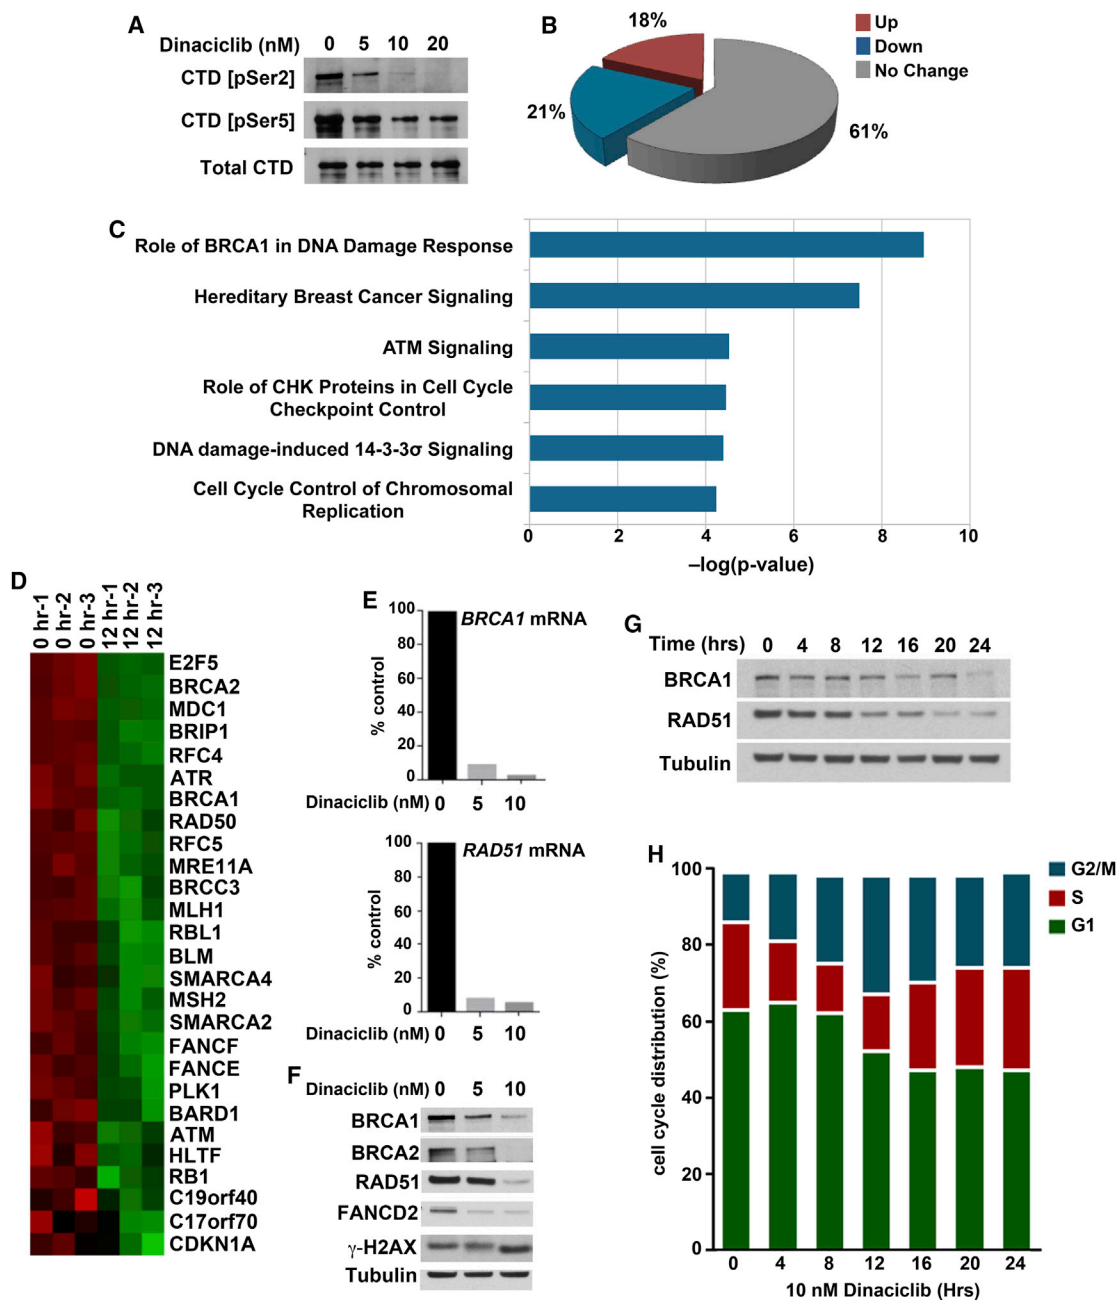 A
Dinaciclib (nM) 0 5 10 20
CTD [pSer2]
CTD [pSer5]
Total CTD
B
18%
21%
61%
Up
Down
No Change
C
Role of BRCA1 in DNA Damage Response
Hereditary Breast Cancer Signaling
ATM Signaling
Role of CHK Proteins in Cell Cycle
Checkpoint Control
DNA damage-induced 14-3-3σ Signaling
Cell Cycle Control of Chromosomal
Replication
0 2 4 6 8 10
–log(p-value)
D
0 hr-1
0 hr-2
0 hr-3
12 hr-1
12 hr-2
12 hr-3
E2F5
BRCA2
MDC1
BRIP1
RFC4
ATR
BRCA1
RAD50
RFC5
MRE11A
BRCC3
MLH1
RBL1
BLM
SMARCA4
MSH2
SMARCA2
FANCF
FANCE
PLK1
BARD1
ATM
HLTF
RB1
C19orf40
C17orf70
CDKN1A
E
BRCA1 mRNA
% control
100
80
60
40
20
0
Dinaciclib (nM) 0 5 10
RAD51 mRNA
% control
100
80
60
40
20
0
Dinaciclib (nM) 0 5 10
F
Dinaciclib (nM) 0 5 10
BRCA1
BRCA2
RAD51
FANCD2
γ-H2AX
Tubulin
G
Time (hrs) 0 4 8 12 16 20 24
BRCA1
RAD51
Tubulin
H
cell cycle distribution (%)
100
80
60
40
20
0
0 4 8 12 16 20 24
10 nM Dinaciclib (Hrs)
G2/M
S
G1